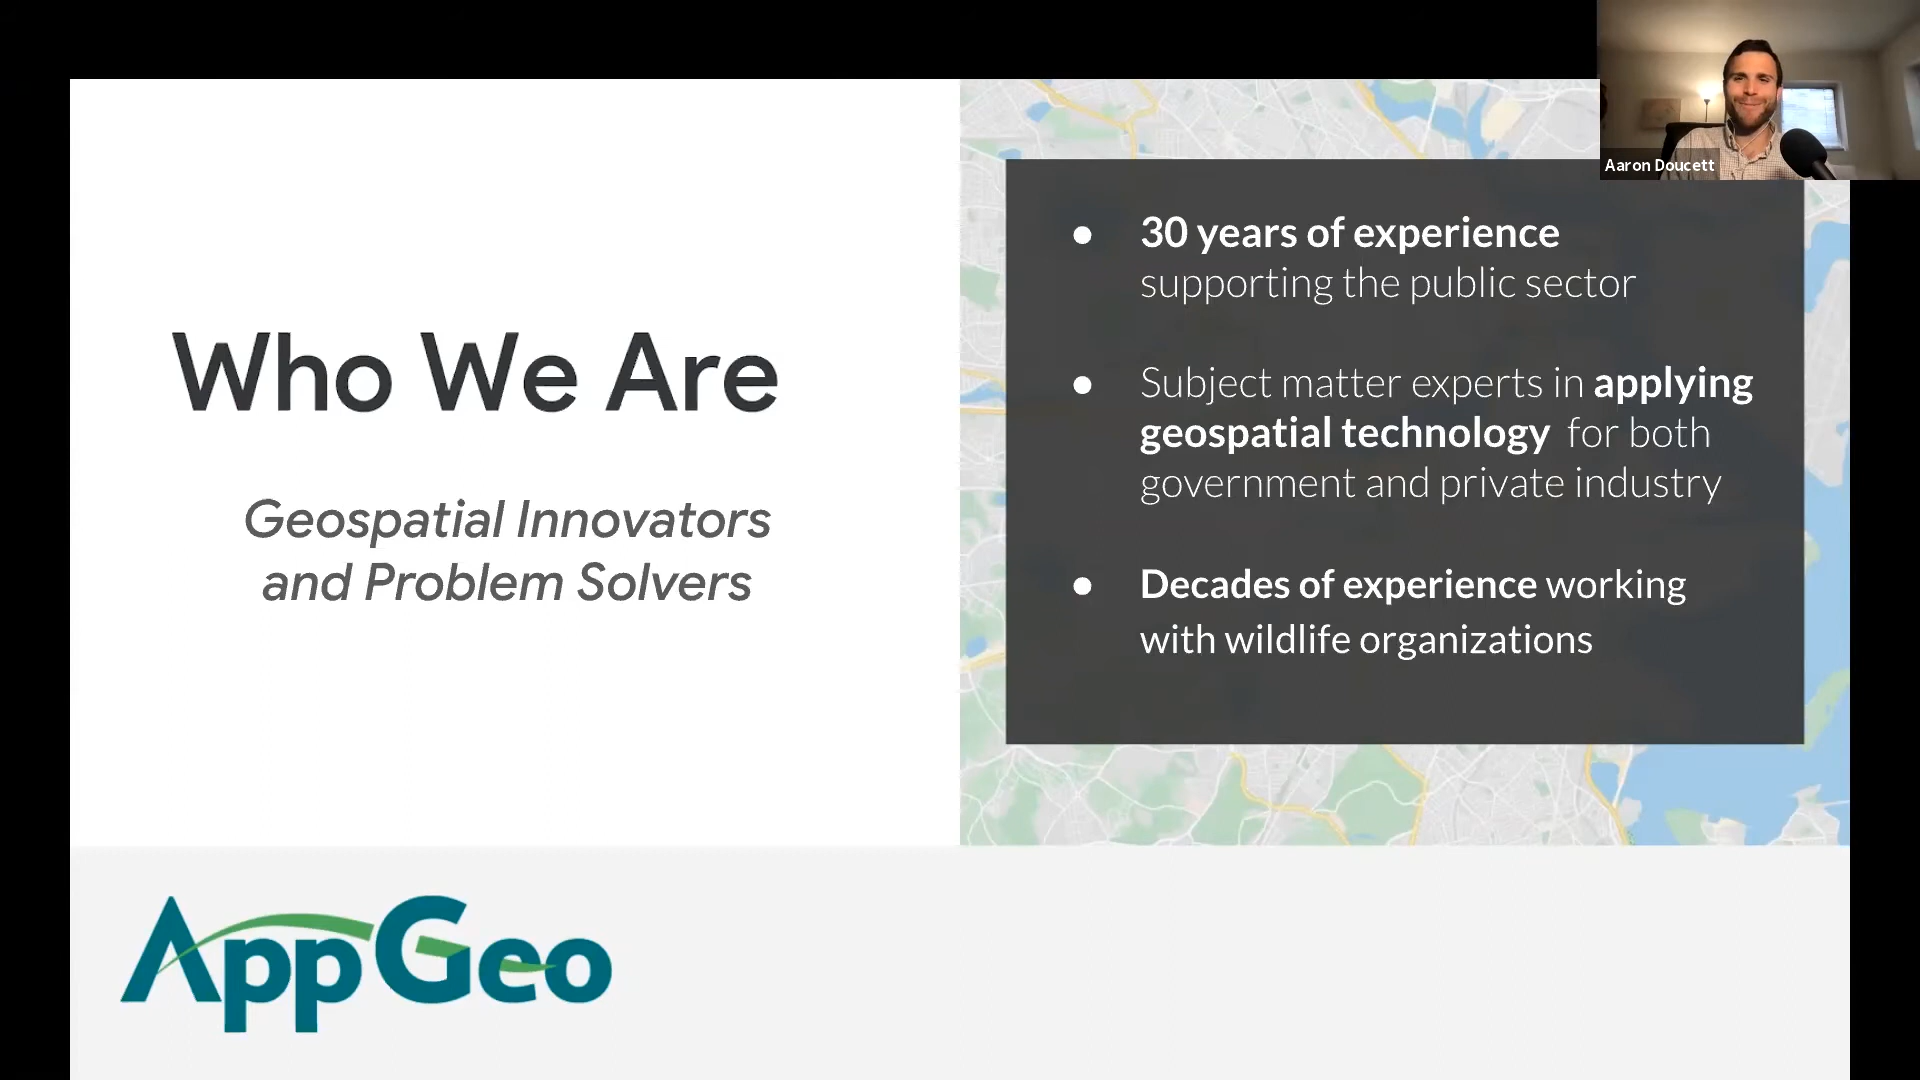 Aaron Doucett
Who We Are
Geospatial Innovators
and Problem Solvers
● 30 years of experience
supporting the public sector
● Subject matter experts in applying
geospatial technology for both
government and private industry
● Decades of experience working
with wildlife organizations
AppGeo